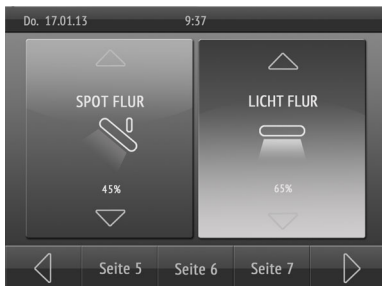 Do. 17.01.13 9:37
SPOT FLUR LICHT FLUR
45% 65%
Seite 5 Seite 6 Seite 7